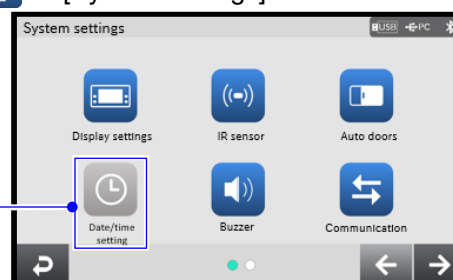 System settings
USB
PC
Display settings
IR sensor
Auto doors
Date/time
setting
Buzzer
Communication